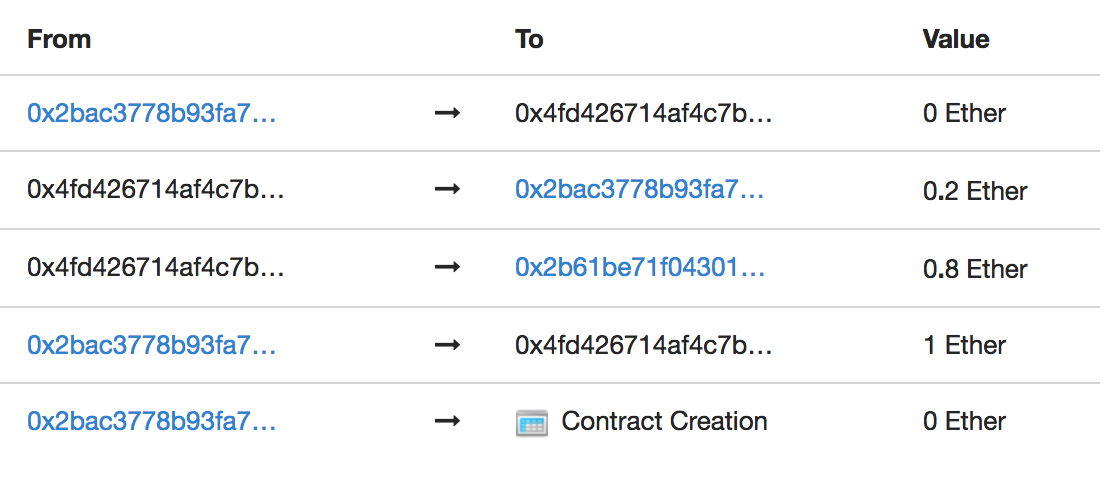 From To Value
0x2bac3778b93fa7... → 0x4fd426714af4c7b... 0 Ether
0x4fd426714af4c7b... → 0x2bac3778b93fa7... 0.2 Ether
0x4fd426714af4c7b... → 0x2b61be71f04301... 0.8 Ether
0x2bac3778b93fa7... → 0x4fd426714af4c7b... 1 Ether
0x2bac3778b93fa7... → Contract Creation 0 Ether